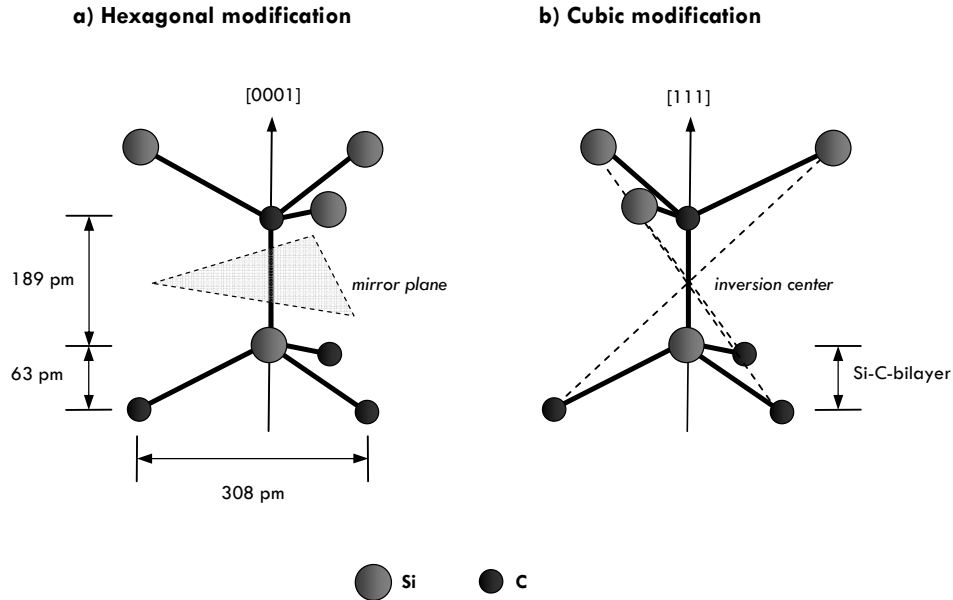 a) Hexagonal modification
b) Cubic modification
[0001]
[111]
189 pm
mirror plane
inversion center
63 pm
Si-C-bilayer
308 pm
Si
C